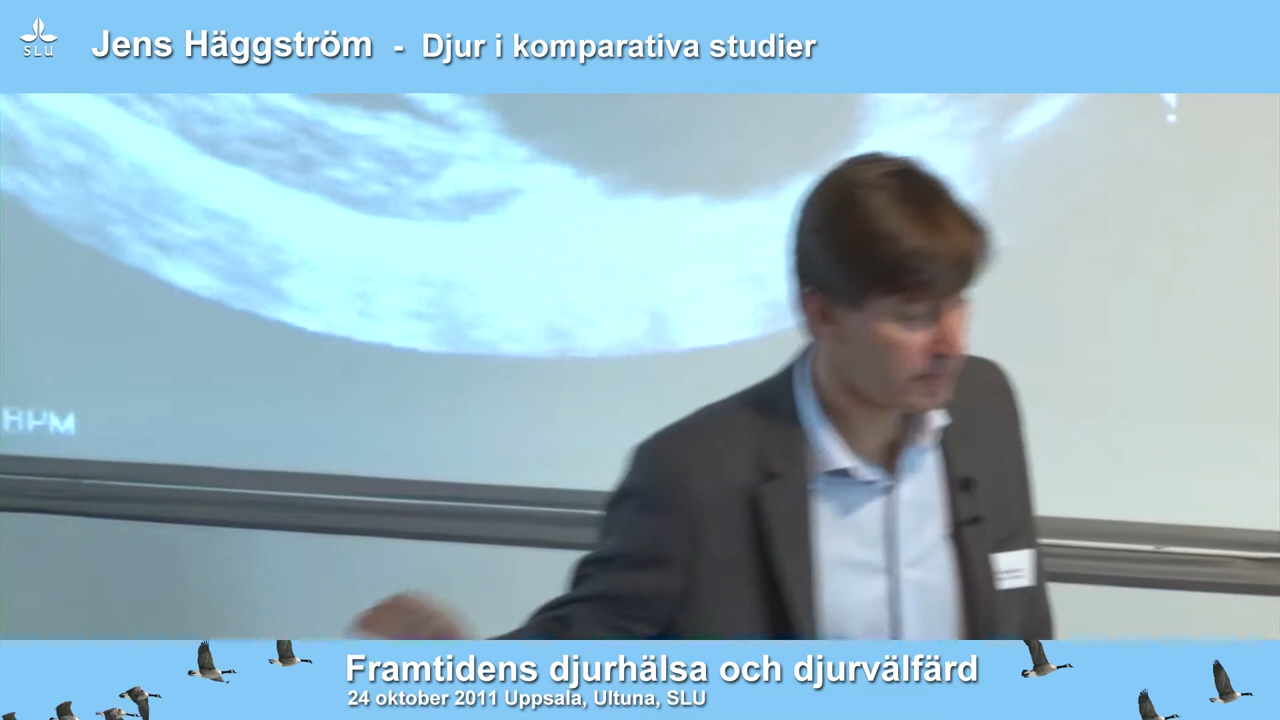 SLU
Jens Häggström - Djur i komparativa studier
BPM
Framtidens djurhälsa och djurvälfärd
24 oktober 2011 Uppsala, Ultuna, SLU